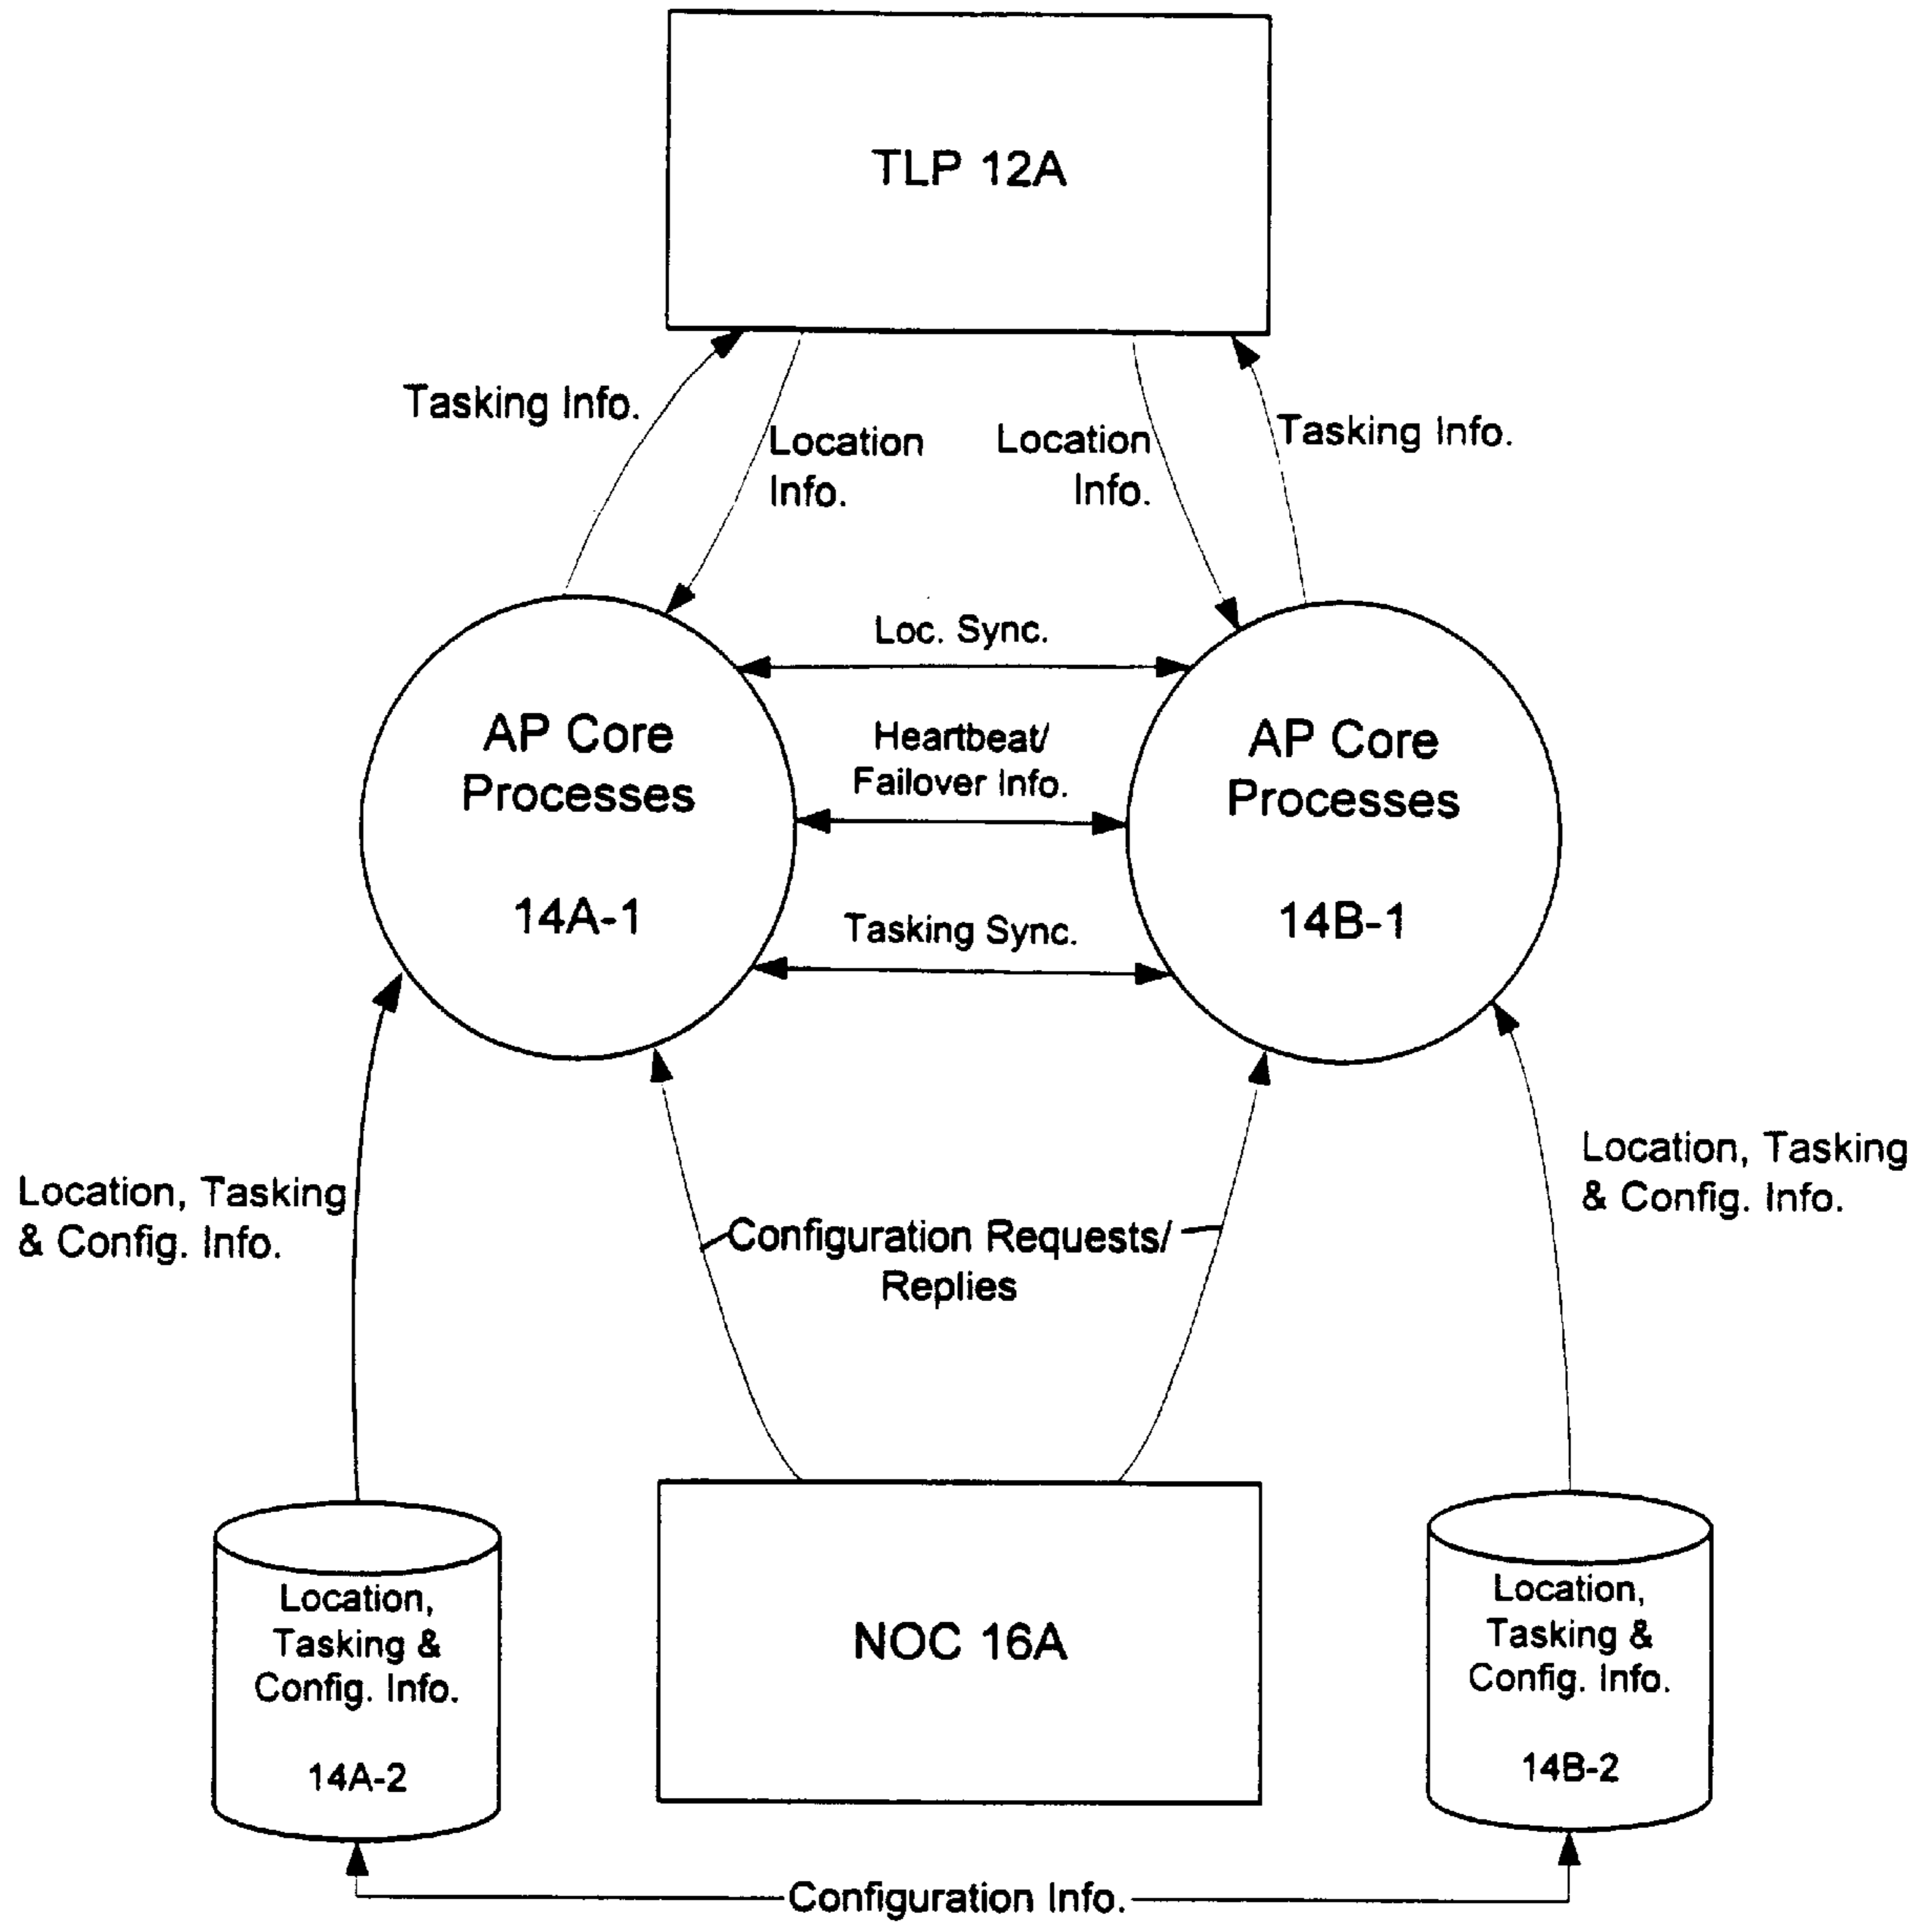 TLP 12A
Tasking Info.
Location
Info.
Location
Info.
Tasking Info.
Loc. Sync.
AP Core
Processes
14A-1
Heartbeat/
Failover Info.
AP Core
Processes
14B-1
Tasking Sync.
Location, Tasking
& Config. Info.
Configuration Requests/
Replies
Location, Tasking
& Config. Info.
Location,
Tasking &
Config. Info.
14A-2
NOC 16A
Location,
Tasking &
Config. Info.
14B-2
Configuration Info.